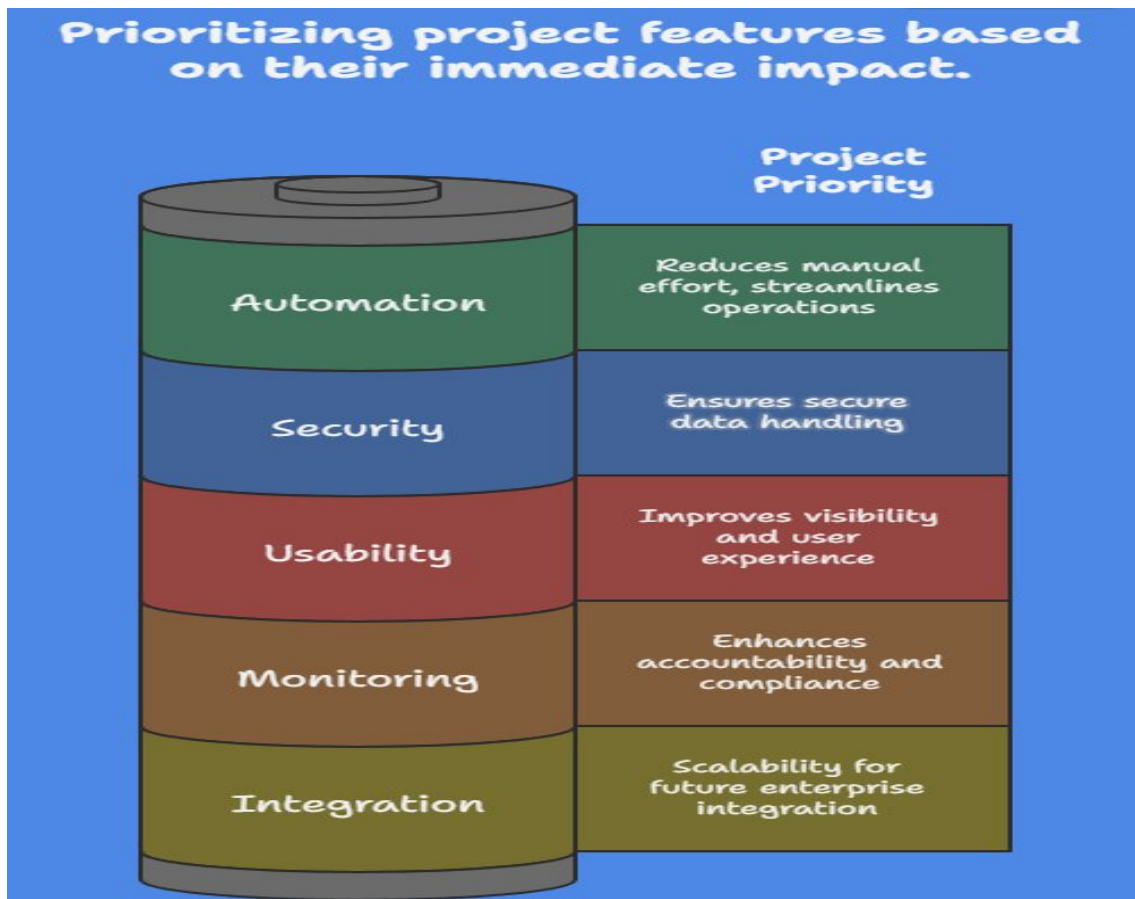 Prioritizing project features based
on their immediate impact.
Project
Priority
Automation
Reduces manual
effort, streamlines
operations
Security
Ensures secure
data handling
Usability
Improves visibility
and user
experience
Monitoring
Enhances
accountability and
compliance
Integration
Scalability for
future enterprise
integration